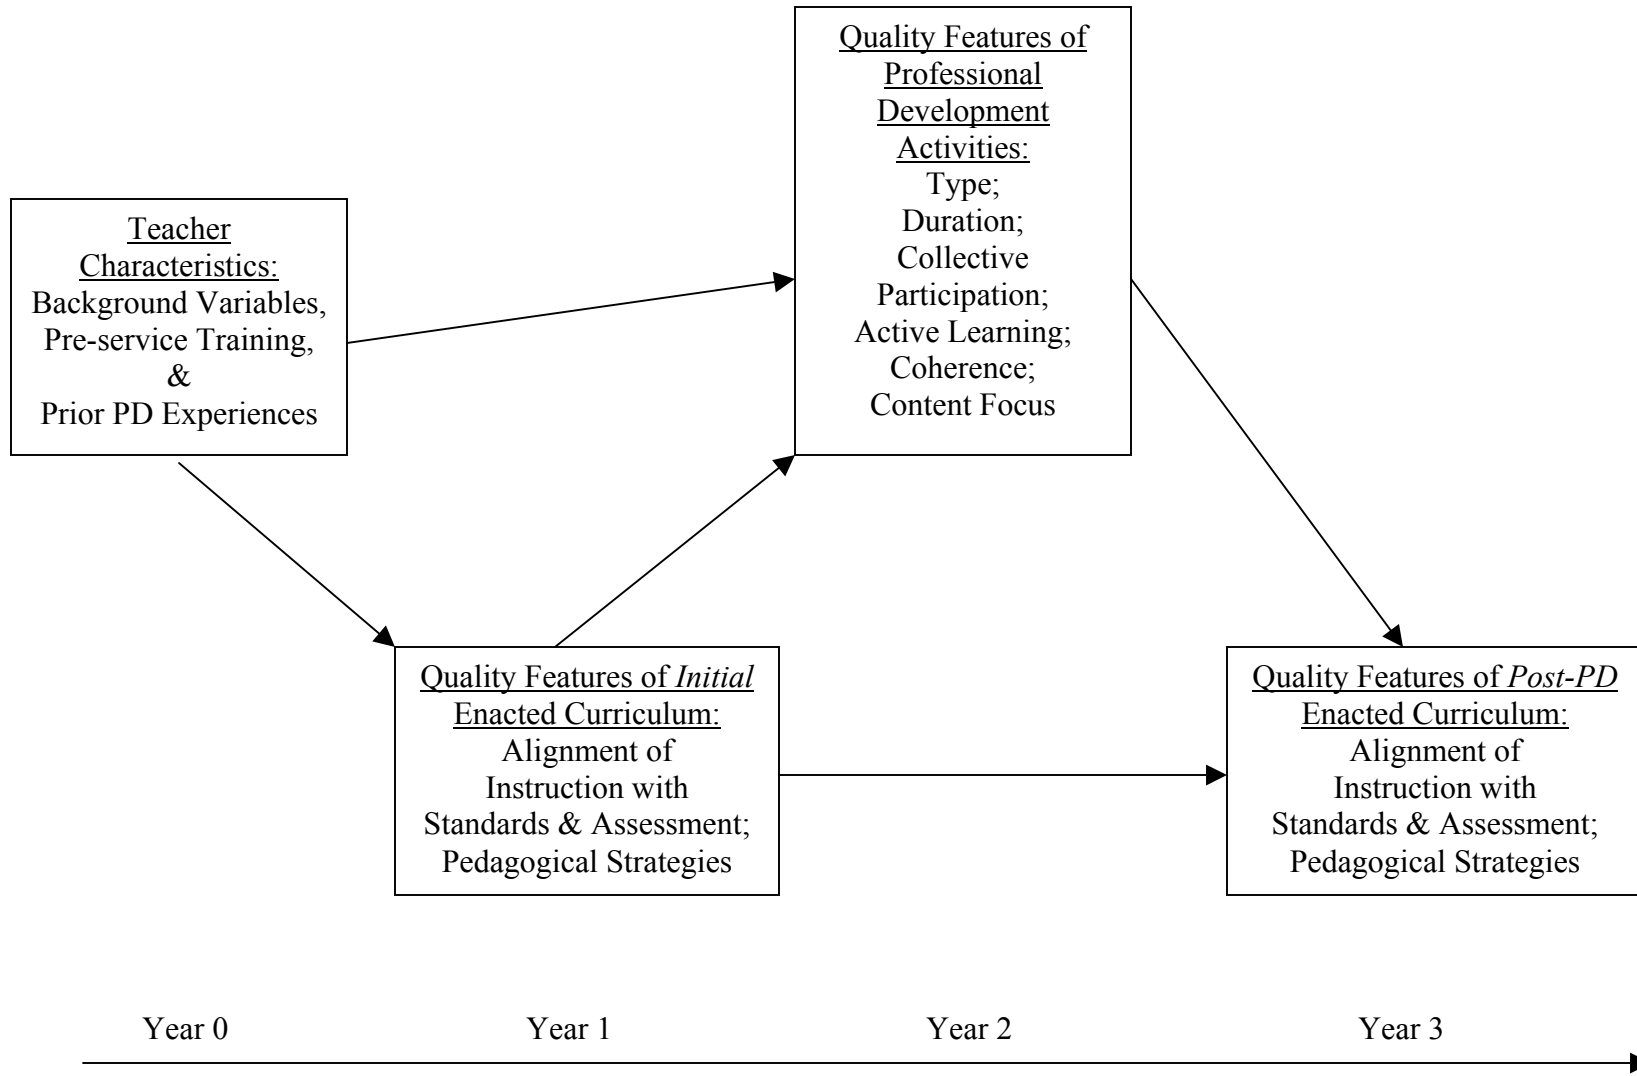 Quality Features of
Professional
Development
Activities:
Type;
Duration;
Collective
Participation;
Active Learning;
Coherence;
Content Focus
Teacher
Characteristics:
Background Variables,
Pre-service Training,
&
Prior PD Experiences
Quality Features of Initial
Enacted Curriculum:
Alignment of
Instruction with
Standards & Assessment;
Pedagogical Strategies
Quality Features of Post-PD
Enacted Curriculum:
Alignment of
Instruction with
Standards & Assessment;
Pedagogical Strategies
Year 0 Year 1 Year 2 Year 3